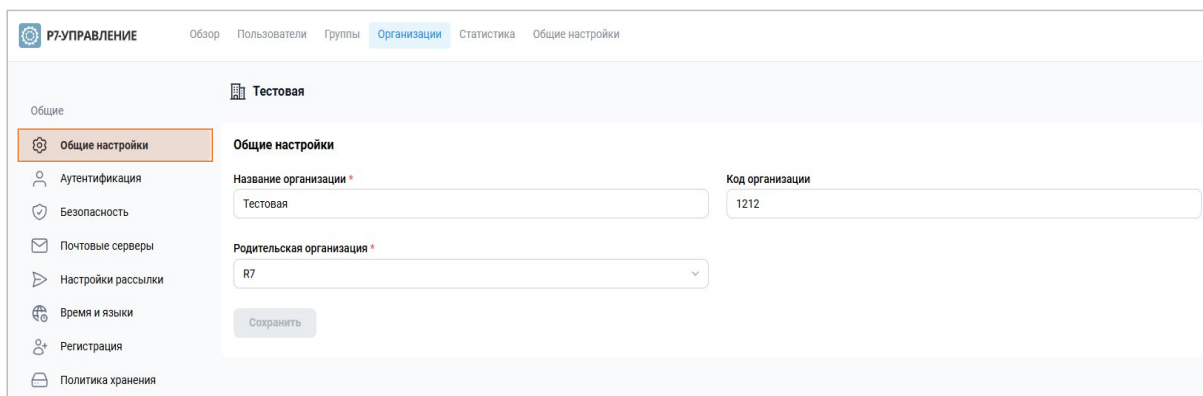 Р7-УПРАВЛЕНИЕ Обзор Пользователи Группы Организации Статистика Общие настройки
Тестовая
Общие
Общие настройки
Аутентификация
Безопасность
Почтовые серверы
Настройки рассылки
Время и языки
Регистрация
Политика хранения
Общие настройки
Название организации * Код организации
Тестовая 1212
Родительская организация *
R7
Сохранить